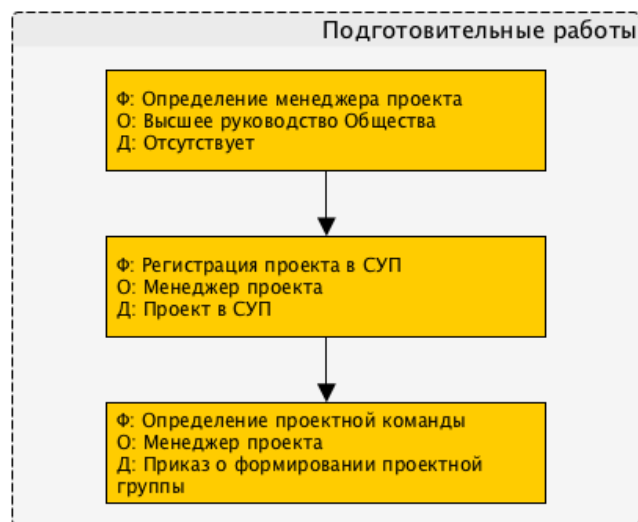 Подготовительные работы
Ф: Определение менеджера проекта
О: Высшее руководство Общества
Д: Отсутствует
Ф: Регистрация проекта в СУП
О: Менеджер проекта
Д: Проект в СУП
Ф: Определение проектной команды
О: Менеджер проекта
Д: Приказ о формировании проектной
группы